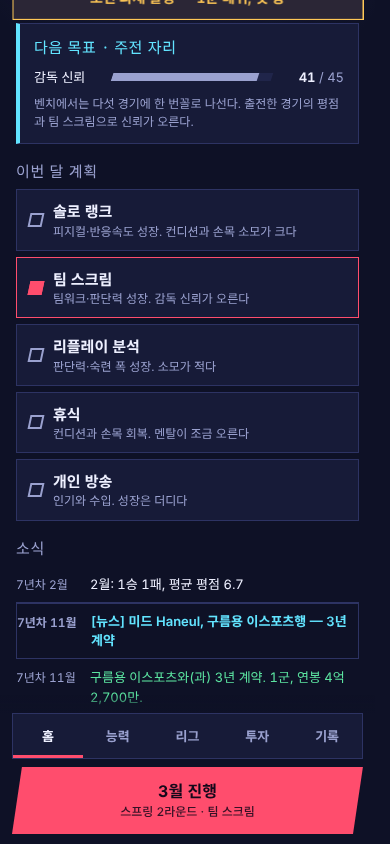 다음 목표 · 주전 자리
감독 신뢰 41 / 45
벤치에서는 다섯 경기에 한 번꼴로 나선다. 출전한 경기의 평점
과 팀 스크림으로 신뢰가 오른다.
이번 달 계획
솔로 랭크
피지컬·반응속도 성장. 컨디션과 손목 소모가 크다
팀 스크림
팀워크·판단력 성장. 감독 신뢰가 오른다
리플레이 분석
판단력·숙련 폭 성장. 소모가 적다
휴식
컨디션과 손목 회복. 멘탈이 조금 오른다
개인 방송
인기와 수입. 성장은 더디다
소식
7년차 2월 2월: 1승 1패, 평균 평점 6.7
7년차 11월 [뉴스] 미드 Haneul, 구름용 이스포츠행 — 3년
계약
7년차 11월 구름용 이스포츠와(과) 3년 계약. 1군, 연봉 4억
2,700만.
홈 능력 리그 투자 기록
3월 진행
스프링 2라운드 · 팀 스크림